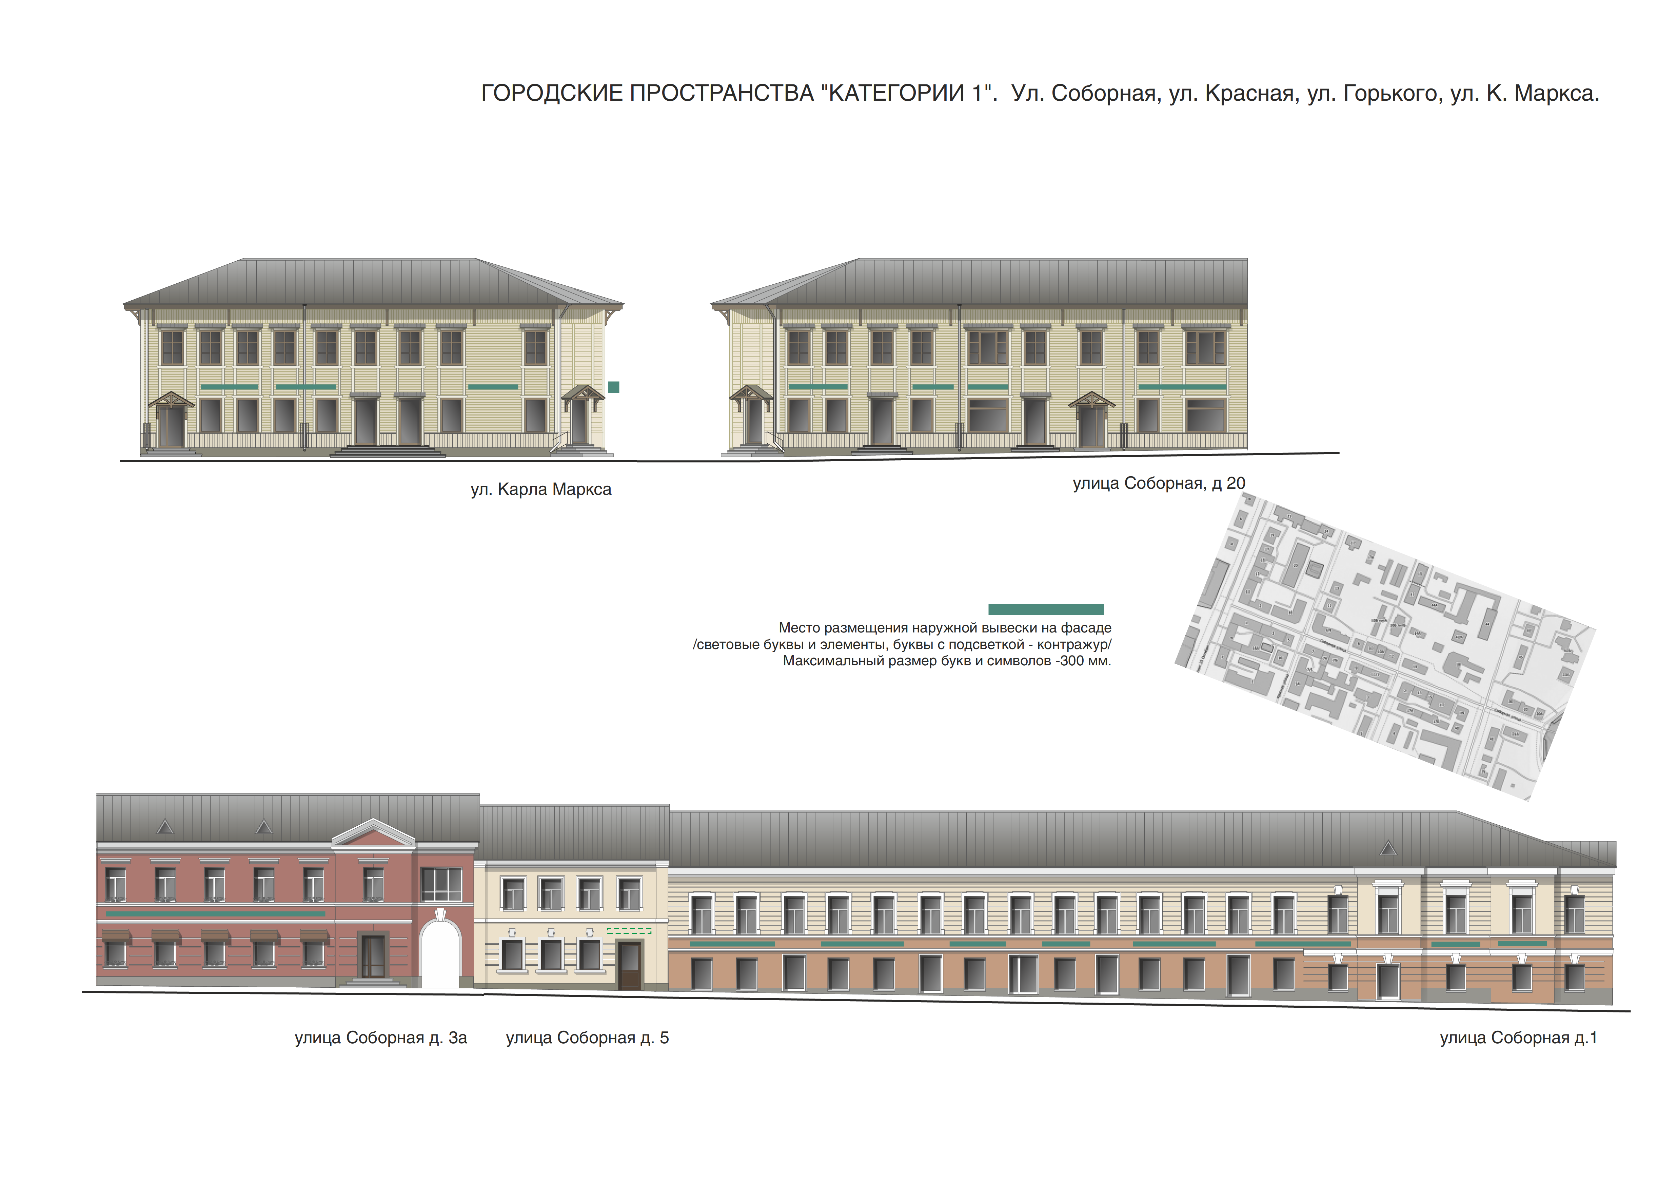 ГОРОДСКИЕ ПРОСТРАНСТВА "КАТЕГОРИИ 1".  Ул. Соборная, ул. Красная, ул. Горького, ул. К. Маркса.
ул. Карла Маркса
улица Соборная, д 20
Место размещения наружной вывески на фасаде
/световые буквы и элементы, буквы с подсветкой - контражур/
Максимальный размер букв и символов -300 мм.
улица Соборная д. 3а
улица Соборная д. 5
улица Соборная д.1